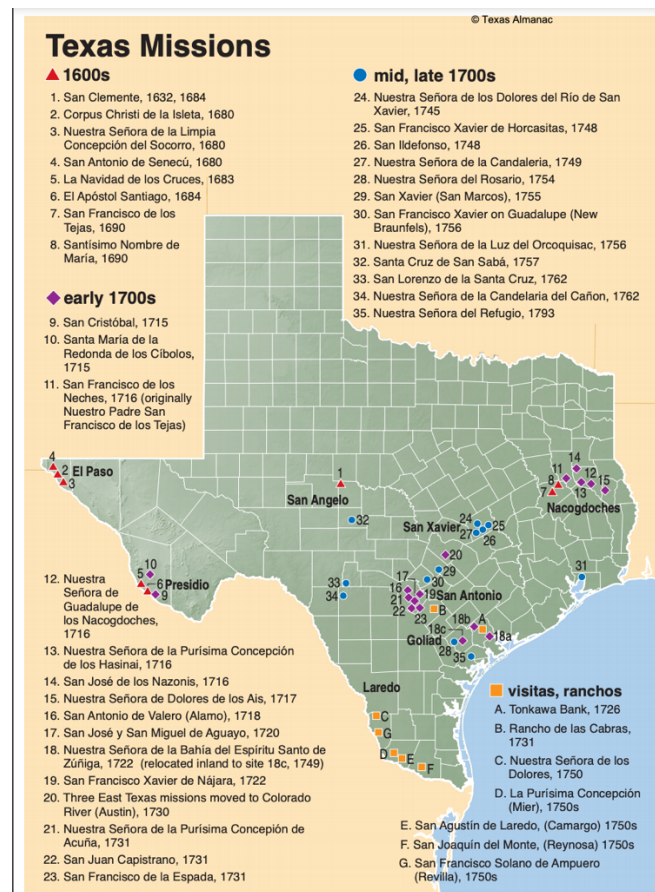 © Texas Almanac
Texas Missions
1600s
1. San Clemente, 1632, 1684
2. Corpus Christi de la Isleta, 1680
3. Nuestra Señora de la Limpia
Concepción del Socorro, 1680
4. San Antonio de Senecú, 1680
5. La Navidad de los Cruces, 1683
6. El Apóstol Santiago, 1684
7. San Francisco de los
Tejas, 1690
8. Santísimo Nombre de
María, 1690
early 1700s
9. San Cristóbal, 1715
10. Santa María de la
Redonda de los Cíbolos,
1715
11. San Francisco de los
Neches, 1716 (originally
Nuestro Padre San
Francisco de los Tejas)
mid, late 1700s
24. Nuestra Señora de los Dolores del Río de San
Xavier, 1745
25. San Francisco Xavier de Horcasitas, 1748
26. San Ildefonso, 1748
27. Nuestra Señora de la Candalería, 1749
28. Nuestra Señora del Rosario, 1754
29. San Xavier (San Marcos), 1755
30. San Francisco Xavier on Guadalupe (New
Braunfels), 1756
31. Nuestra Señora de la Luz del Orcoquisac, 1756
32. Santa Cruz de San Sabá, 1757
33. San Lorenzo de la Santa Cruz, 1762
34. Nuestra Señora de la Candelaria del Cañon, 1762
35. Nuestra Señora del Refugio, 1793
4
2
El Paso
3
1
San Angelo
32
San Xavier
24
25
27
26
14
11
12
8
13
15
7
Nacogdoches
20
31
29
30
17
16
19
San Antonio
21
22
23
B
33
34
10
5
6
Presidio
9
18b
A
18c
18a
Goliad
28
35
Laredo
C
G
D
E
F
12. Nuestra
Señora de
Guadalupe de
los Nacogdoches,
1716
13. Nuestra Señora de la Purísima Concepción
de los Hasinai, 1716
14. San José de los Nazonis, 1716
15. Nuestra Señora de Dolores de los Ais, 1717
16. San Antonio de Valero (Alamo), 1718
17. San José y San Miguel de Aguayo, 1720
18. Nuestra Señora de la Bahía del Espíritu Santo de
Zúñiga, 1722 (relocated inland to site 18c, 1749)
19. San Francisco Xavier de Nájara, 1722
20. Three East Texas missions moved to Colorado
River (Austin), 1730
21. Nuestra Señora de la Purísima Concepción de
Acuña, 1731
22. San Juan Capistrano, 1731
23. San Francisco de la Espada, 1731
visitas, ranchos
A. Tonkawa Bank, 1726
B. Rancho de las Cabras,
1731
C. Nuestra Señora de los
Dolores, 1750
D. La Purísima Concepción
(Mier), 1750s
E. San Agustín de Laredo, (Camargo) 1750s
F. San Joaquín del Monte, (Reynosa) 1750s
G. San Francisco Solano de Ampuero
(Revilla), 1750s